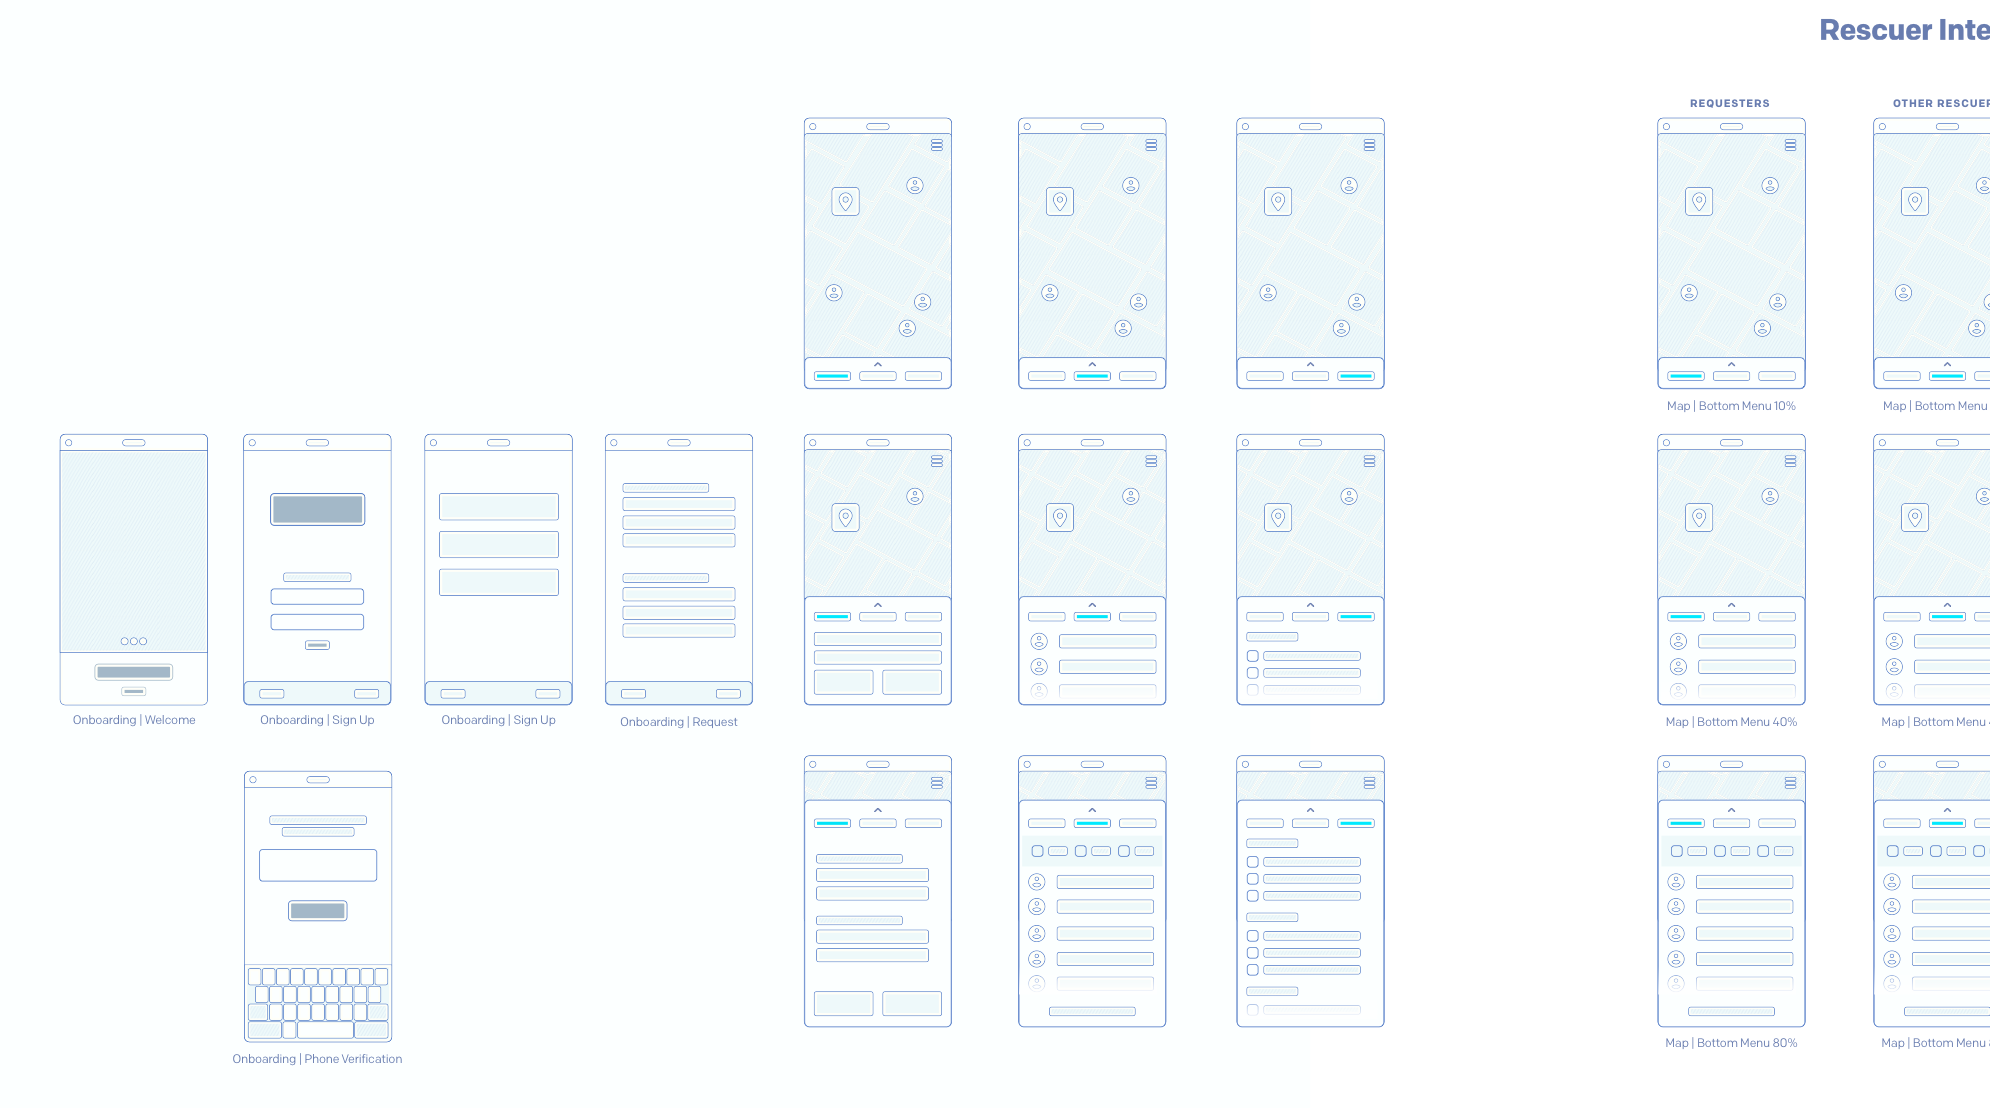 Rescuer Inte
REQUESTERS
OTHER RESCUER
Map | Bottom Menu 10%
Map | Bottom Menu
Onboarding | Welcome
Onboarding | Sign Up
Onboarding | Sign Up
Onboarding | Request
Map | Bottom Menu 40%
Map | Bottom Menu
Onboarding | Phone Verification
Map | Bottom Menu 80%
Map | Bottom Menu